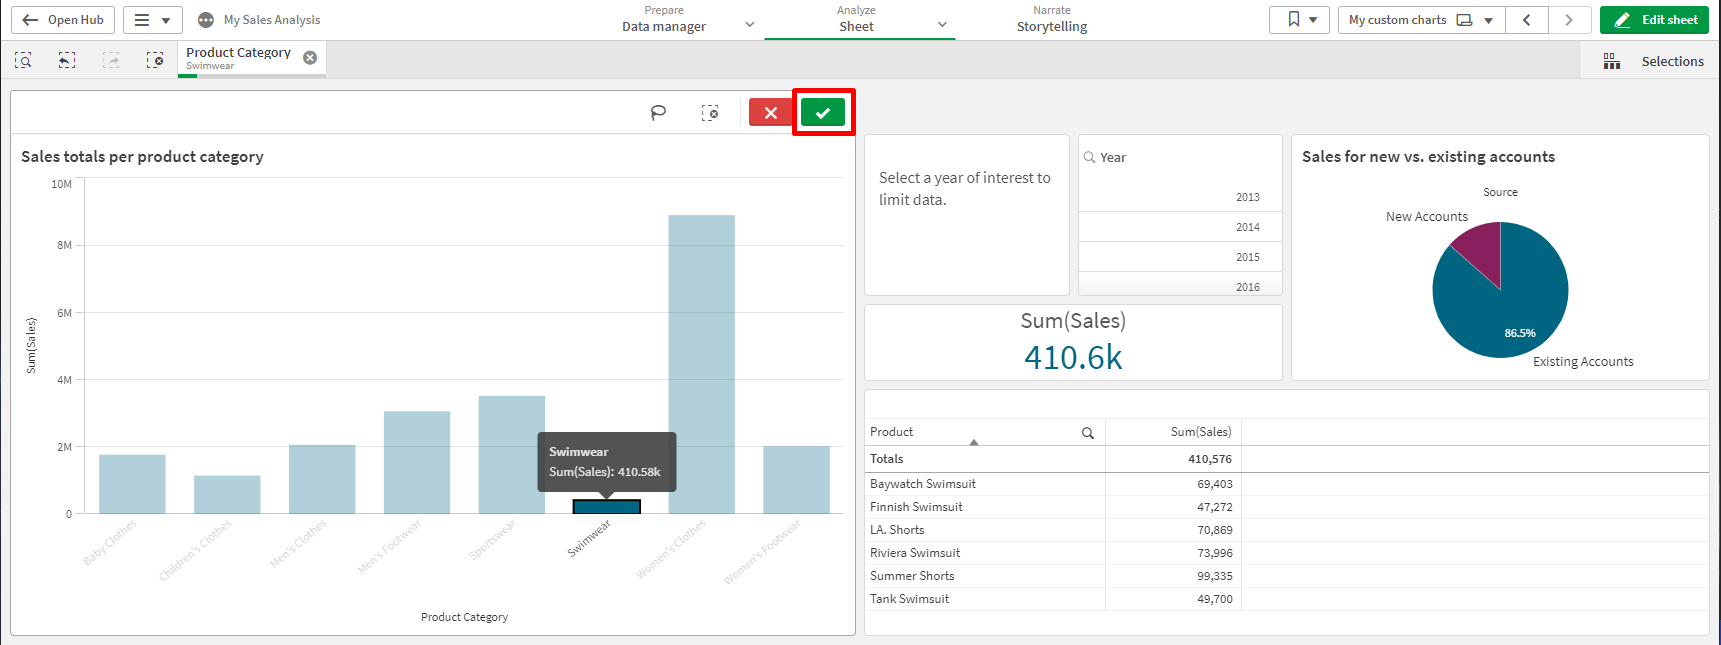 Open Hub
My Sales Analysis
Prepare
Data manager
Analyze
Sheet
Narrate
Storytelling
My custom charts
Edit sheet
Product Category
Swimwear
Selections
Sales totals per product category
10M
8M
6M
4M
2M
0
Sum(Sales)
Swimwear
Sum(Sales): 410.58k
Baby Clothes
Children's Clothes
Men's Clothes
Men's Footwear
Sportswear
Swimwear
Women's Clothes
Women's Footwear
Product Category
Select a year of interest to
limit data.
Year
2013
2014
2015
2016
Sum(Sales)
410.6k
Sales for new vs. existing accounts
Source
New Accounts
86.5%
Existing Accounts
Product Sum(Sales)
Totals 410,576
Baywatch Swimsuit 69,403
Finnish Swimsuit 47,272
LA. Shorts 70,869
Riviera Swimsuit 73,996
Summer Shorts 99,335
Tank Swimsuit 49,700